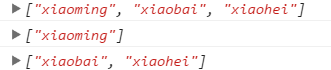 ▶ ["xiaoming", "xiaobai", "xiaohei"]
▶ ["xiaoming"]
▶ ["xiaobai", "xiaohei"]